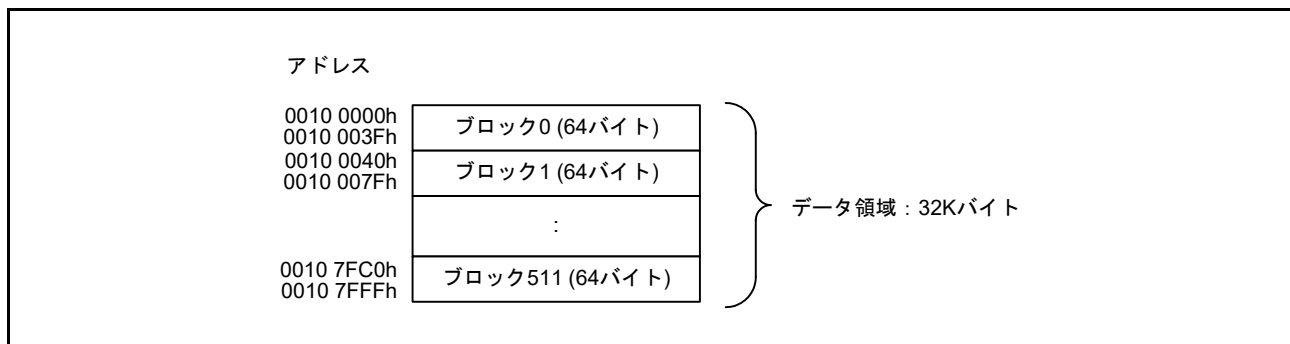 アドレス
0010 0000h
ブロック0 (64バイト)
0010 003Fh
0010 0040h
ブロック1 (64バイト)
0010 007Fh
:
データ領域：32Kバイト
0010 7FC0h
ブロック511 (64バイト)
0010 7FFFh